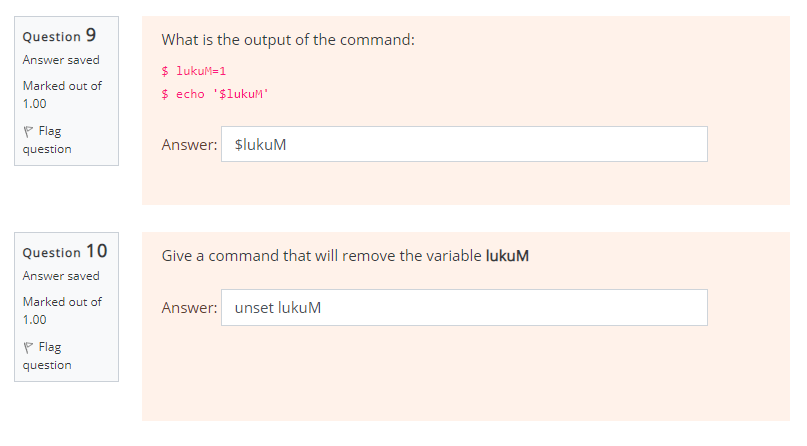 Question 9
Answer saved
Marked out of
1.00
Flag
question
What is the output of the command:
$ lukuM=1
$ echo '$lukuM'
Answer: $lukuM
Question 10
Answer saved
Marked out of
1.00
Flag
question
Give a command that will remove the variable lukuM
Answer: unset lukuM